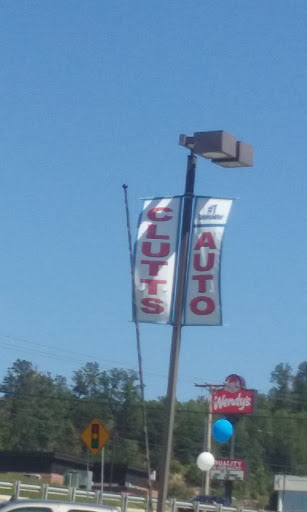 CLUTTS
#1
AUTO
Wendy's
QUALITY